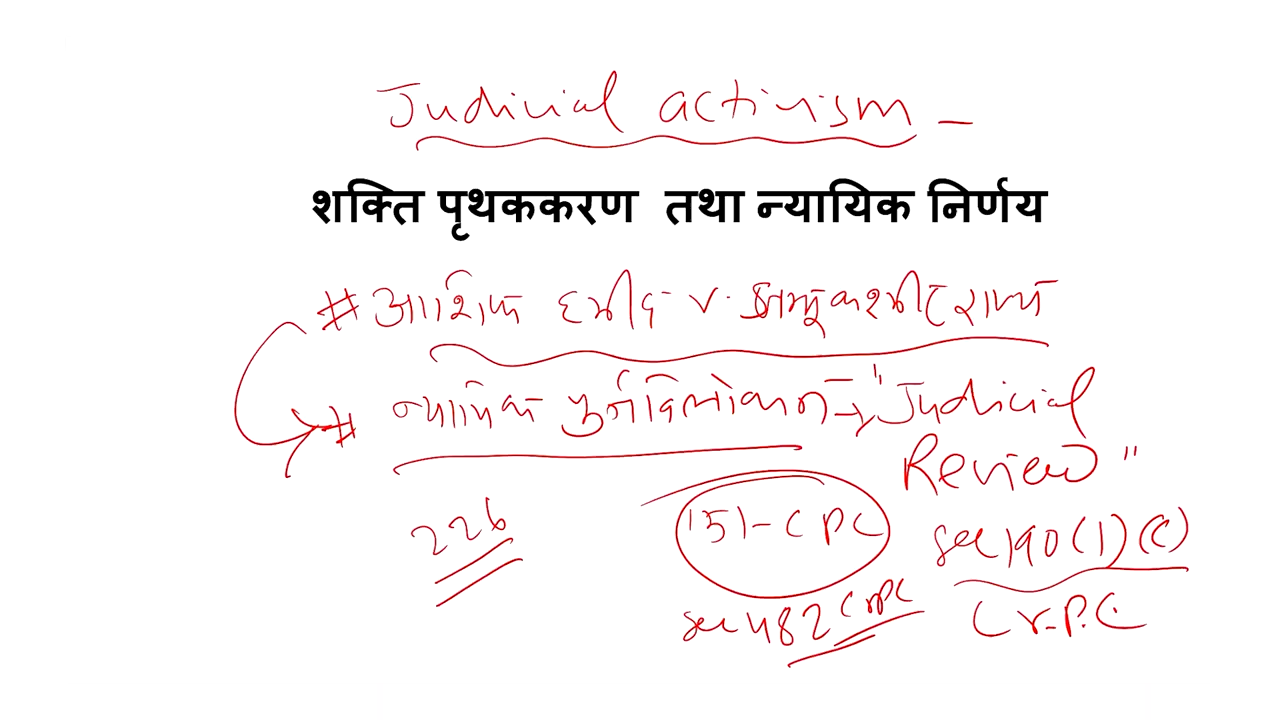 Judicial activism -
शक्ति पृथककरण तथा न्यायिक निर्णय
# आशिक हमीद v. जम्मू कश्मीर राज्य
# न्यायिक पुर्नविलोकन → "Judicial
Review"
226
151-CPC
sec 190(1)(c)
Cr.P.C.
sec 482 CrPC